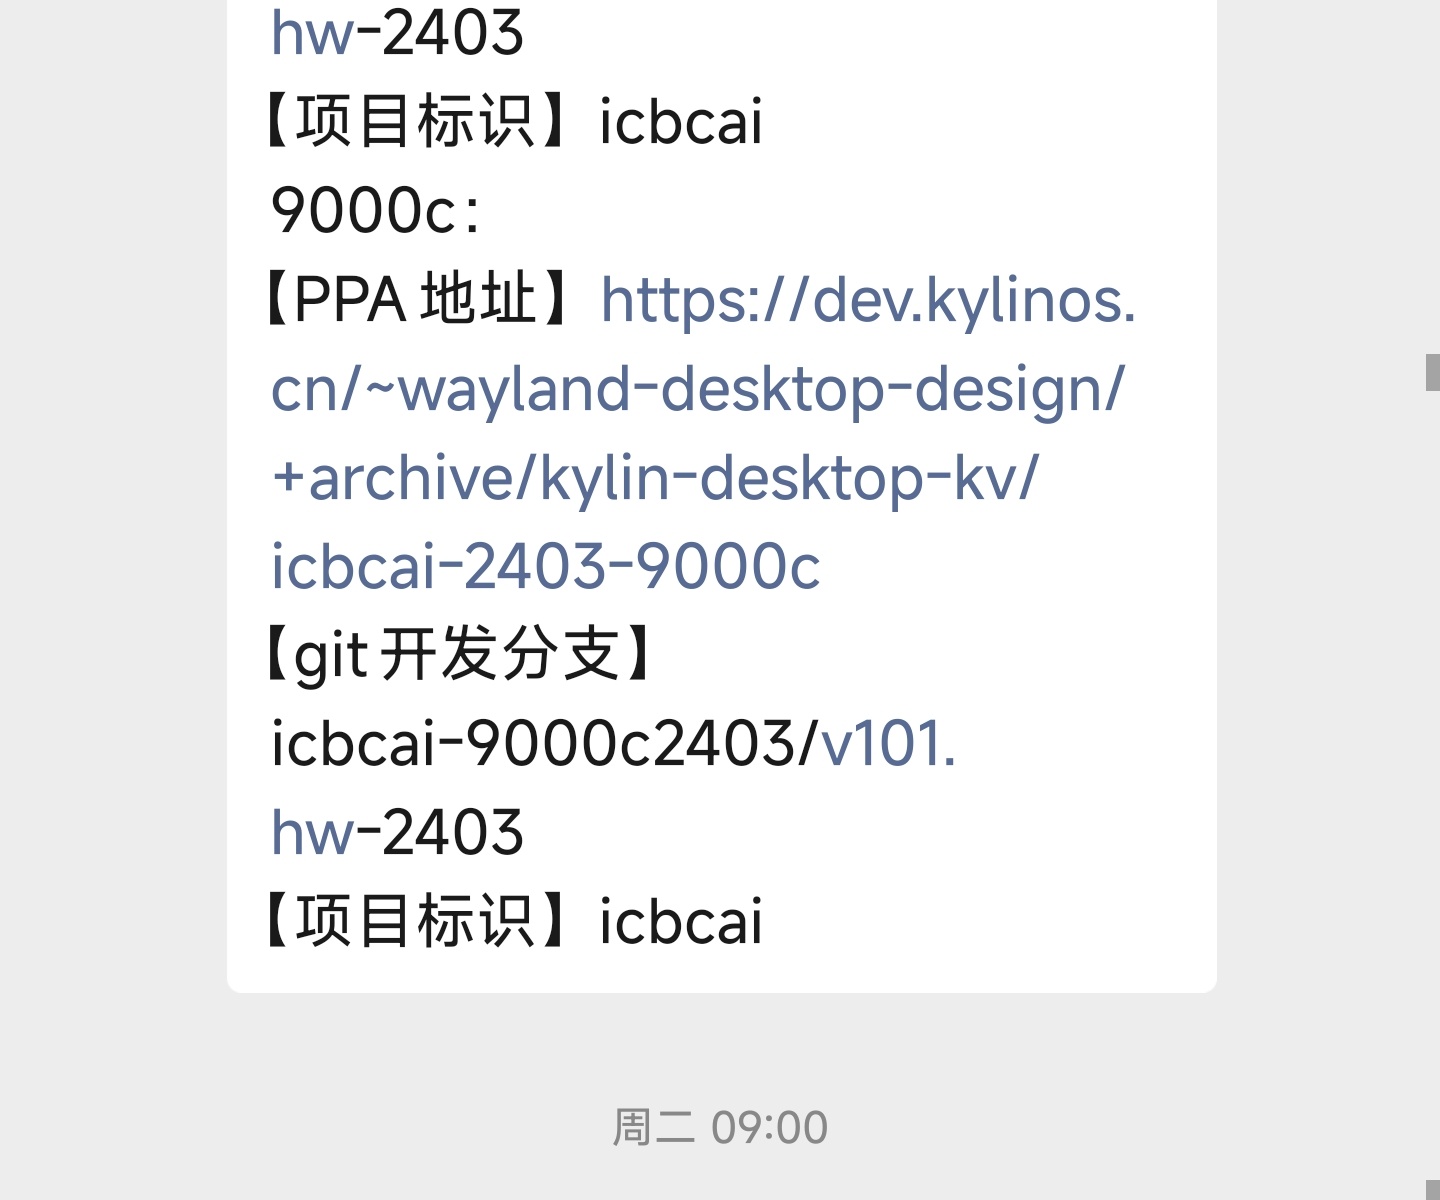 hw-2403
【项目标识】icbcai
9000c：
【PPA 地址】https://dev.kylinos.
cn/~wayland-desktop-design/
+archive/kylin-desktop-kv/
icbcai-2403-9000c
【git 开发分支】
icbcai-9000c2403/v101.
hw-2403
【项目标识】icbcai
周二 09:00